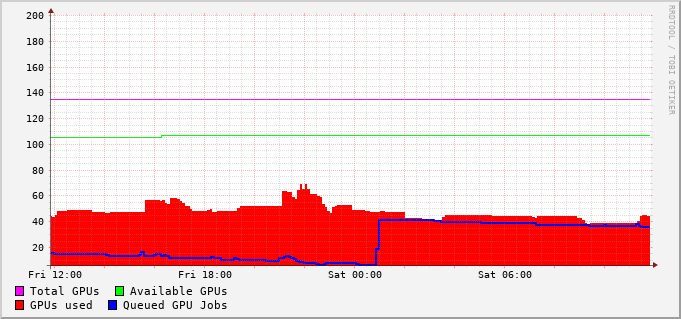 200
180
160
140
120
100
80
60
40
20
Fri 12:00 Fri 18:00 Sat 00:00 Sat 06:00
Total GPUs Available GPUs
GPUs used Queued GPU Jobs
RRDTOOL / TOBI OETIKER